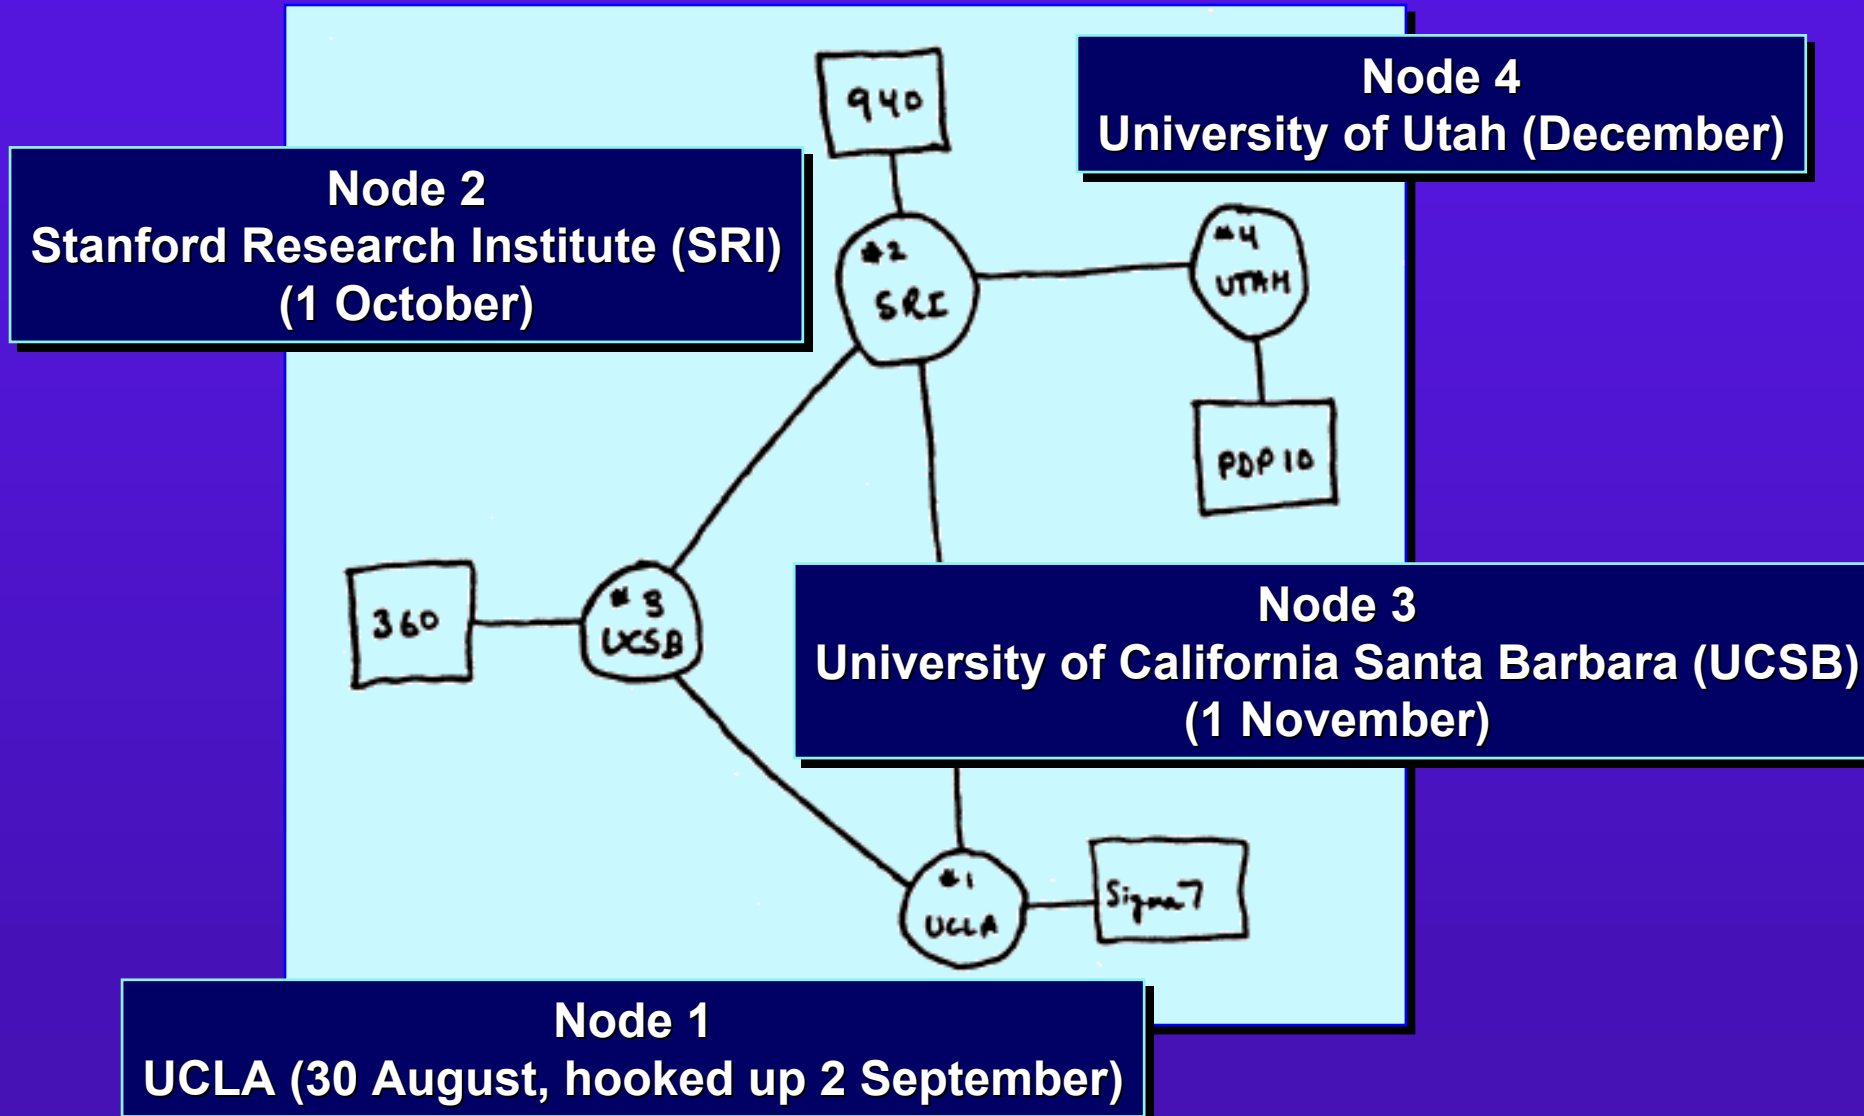 940
Node 4
University of Utah (December)
Node 2
Stanford Research Institute (SRI)
(1 October)
#2
SRI
#4
UTAH
PDP10
360
#3
UCSB
Node 3
University of California Santa Barbara (UCSB)
(1 November)
#1
UCLA
Sigma7
Node 1
UCLA (30 August, hooked up 2 September)